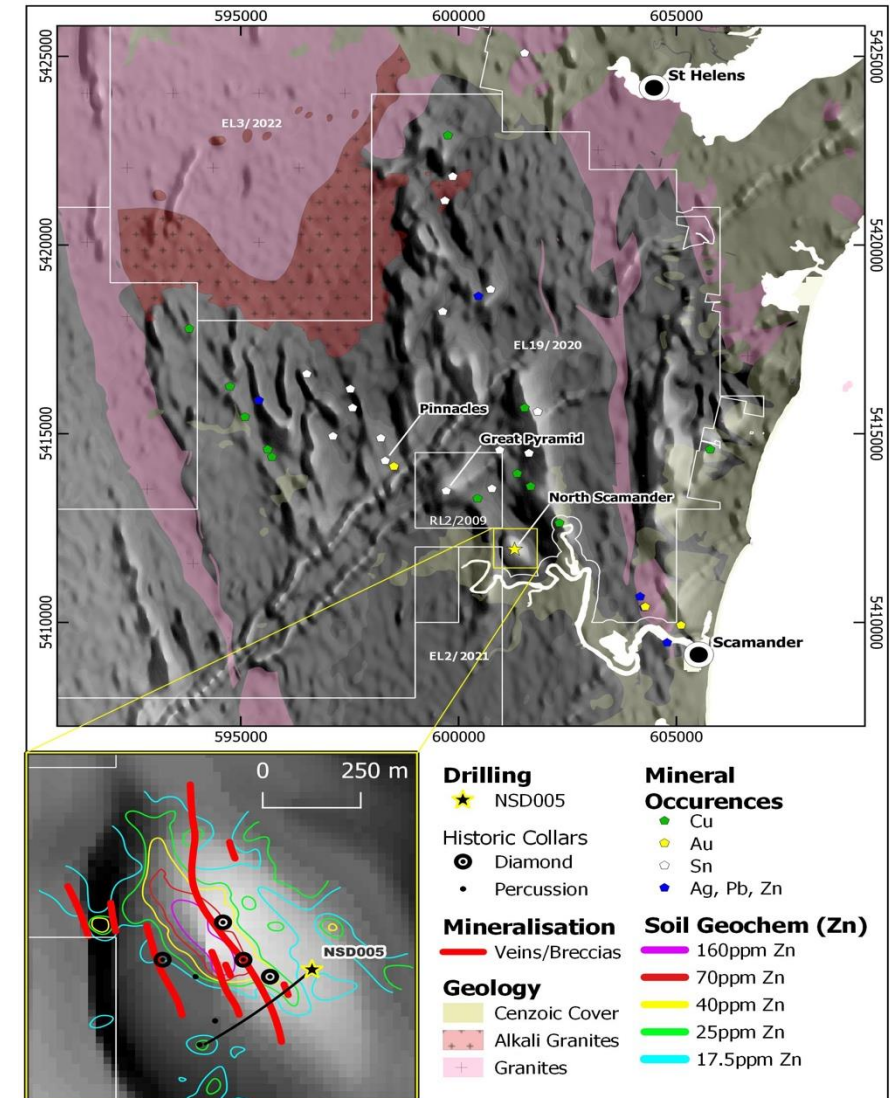 595000 600000 605000
5425000
5425000
St Helens
EL3/2022
5420000
5420000
EL19/2020
Pinnacles
5415000
5415000
Great Pyramid
North Scamander
RL2/2009
5410000
5410000
Scamander
EL2/2021
595000 600000 605000
0 250 m
NSD005
Drilling
NSD005
Historic Collars
Diamond
Percussion
Mineralisation
Veins/Breccias
Geology
Cenzoic Cover
Alkali Granites
Granites
Mineral
Occurences
Cu
Au
Sn
Ag, Pb, Zn
Soil Geochem (Zn)
160ppm Zn
70ppm Zn
40ppm Zn
25ppm Zn
17.5ppm Zn